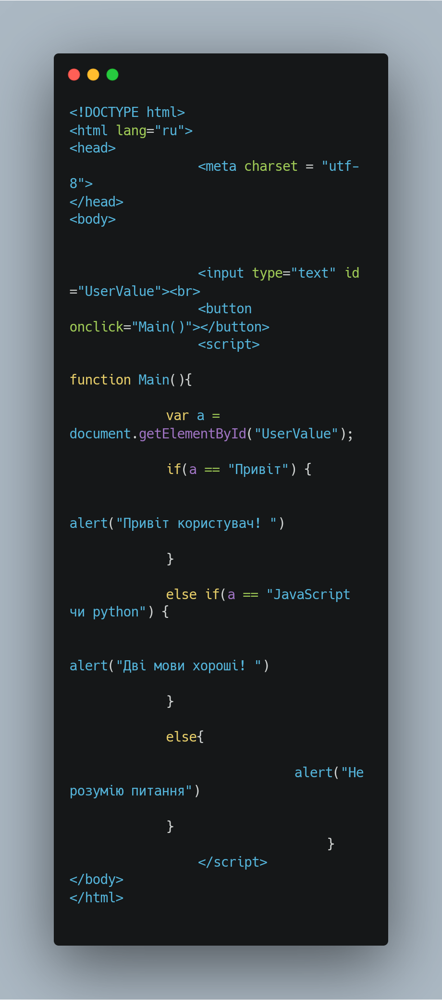 <!DOCTYPE html>
<html lang="ru">
<head>
<meta charset = "utf-
8">
</head>
<body>
<input type="text" id
="UserValue"><br>
<button
onclick="Main()"></button>
<script>
function Main(){
var a =
document.getElementById("UserValue");
if(a == "Привіт") {
alert("Привіт користувач! ")
}
else if(a == "JavaScript
чи python") {
alert("Дві мови хороші! ")
}
else{
alert("Не
розумію питання")
}
}
</script>
</body>
</html>